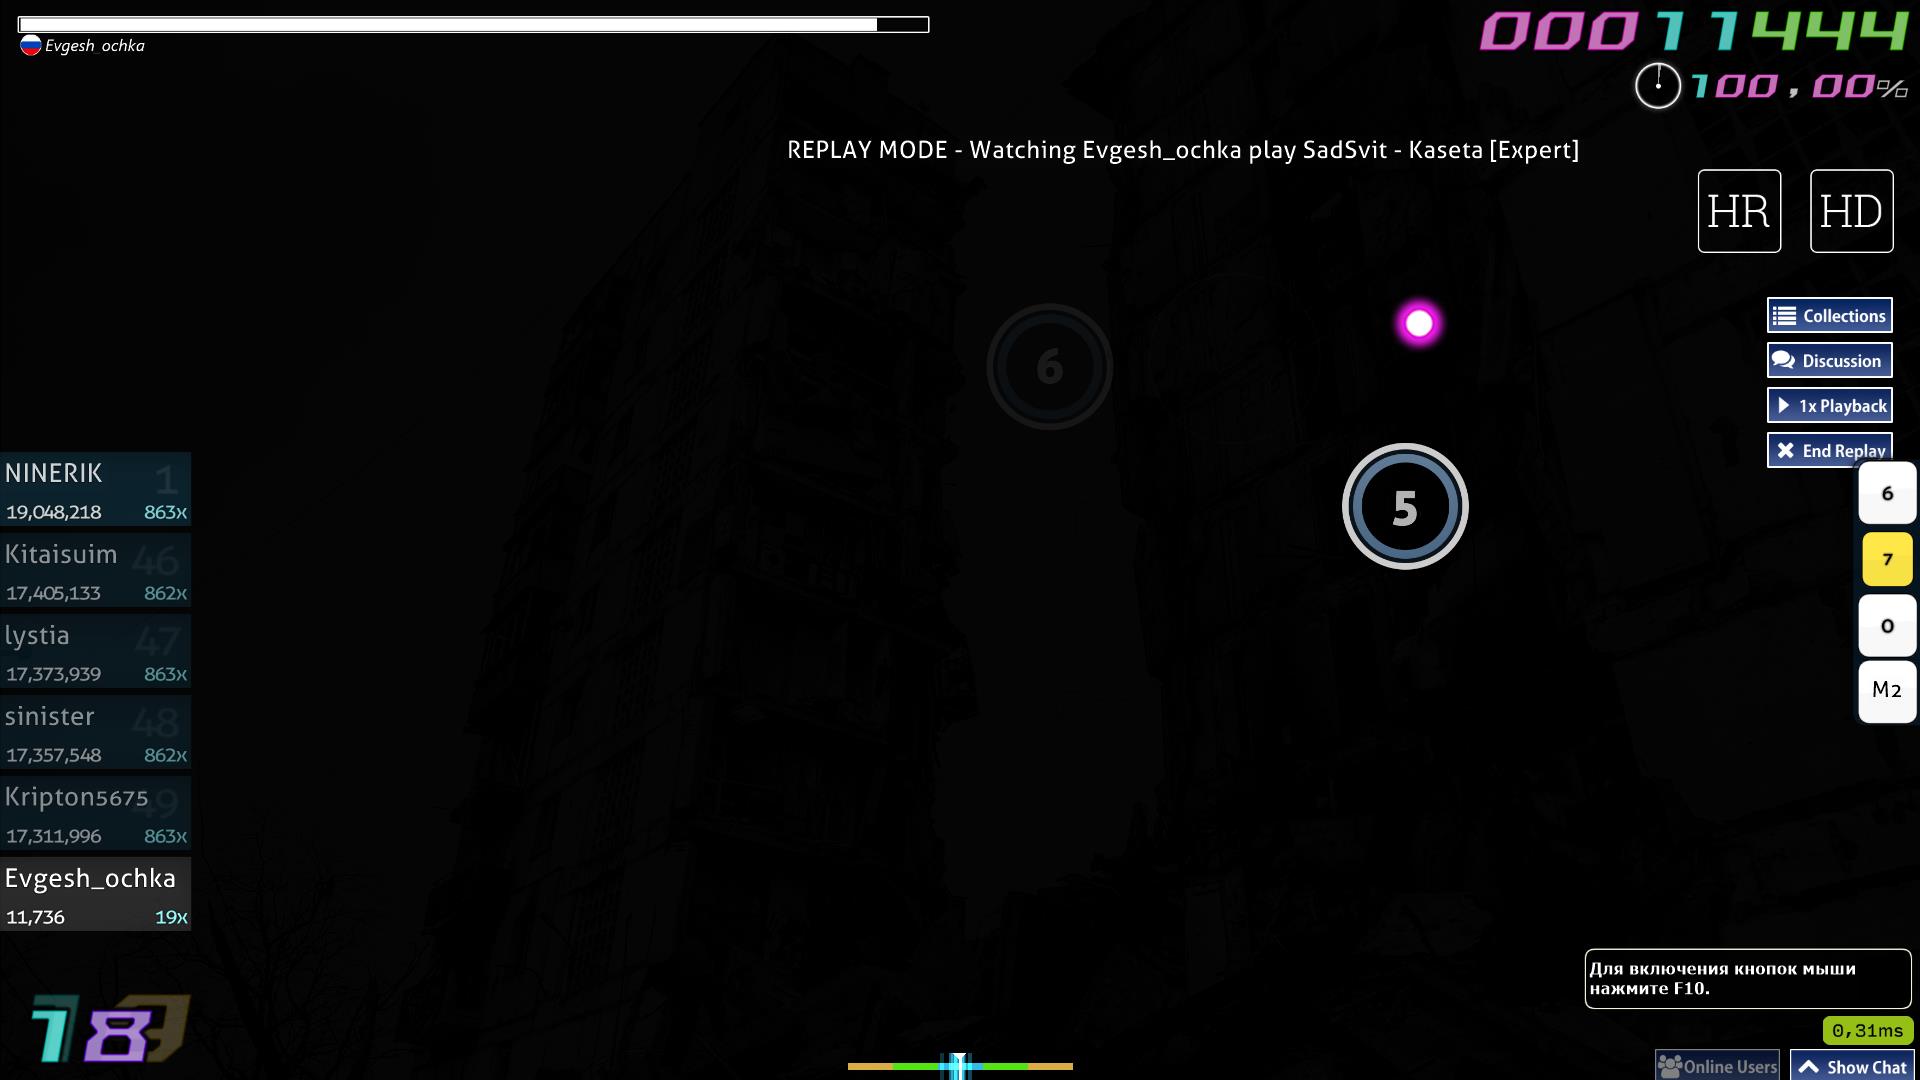 Evgesh_ochka
00011444
100.00%
REPLAY MODE - Watching Evgesh_ochka play SadSvit - Kaseta [Expert]
HR HD
Collections
Discussion
1x Playback
End Replay
6
7
0
M2
6
5
NINERIK 1
19,048,218 863x
Kitaisuim 46
17,405,133 862x
lystia 47
17,373,939 863x
sinister 48
17,357,548 862x
Kripton5675 49
17,311,996 863x
Evgesh_ochka
11,736 19x
18
Для включения кнопок мыши
нажмите F10.
0,31ms
Online Users
Show Chat